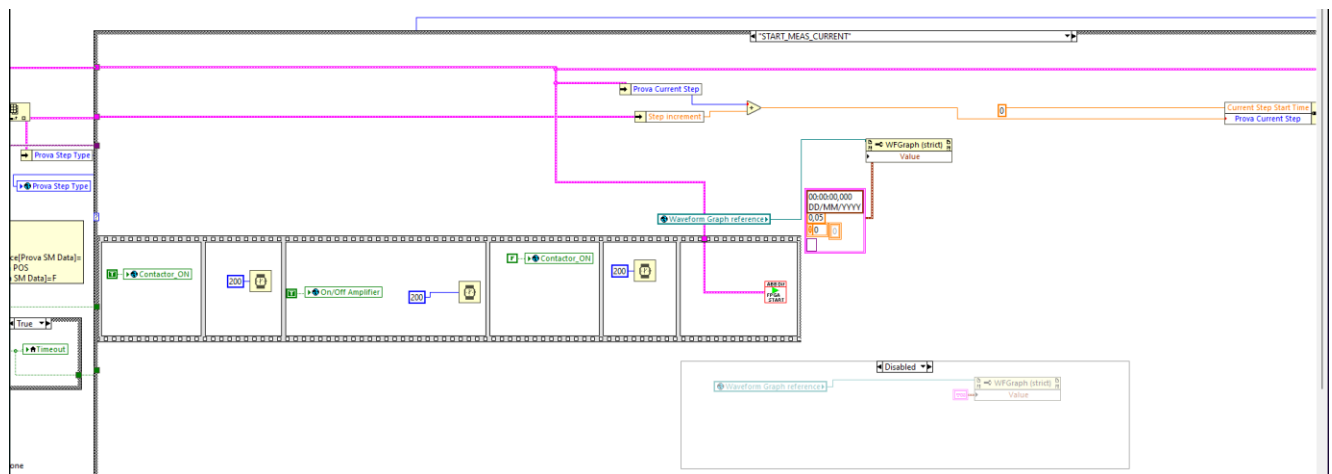 "START_MEAS_CURRENT"
Prova Current Step
Step increment
0
Current Step Start Time
Prova Current Step
WFGraph (strict)
Value
Prova Step Type
Prova Step Type
00:00:00,000
DD/MM/YYYY
0,05
0
0
Waveform Graph reference
ce[Prova SM Data]=
POS
SM Data]=F
T
Contactor_ON
200
T
On/Off Amplifier
200
F
Contactor_ON
200
FPGA
START
True
Timeout
Disabled
Waveform Graph reference
WFGraph (strict)
Value
one